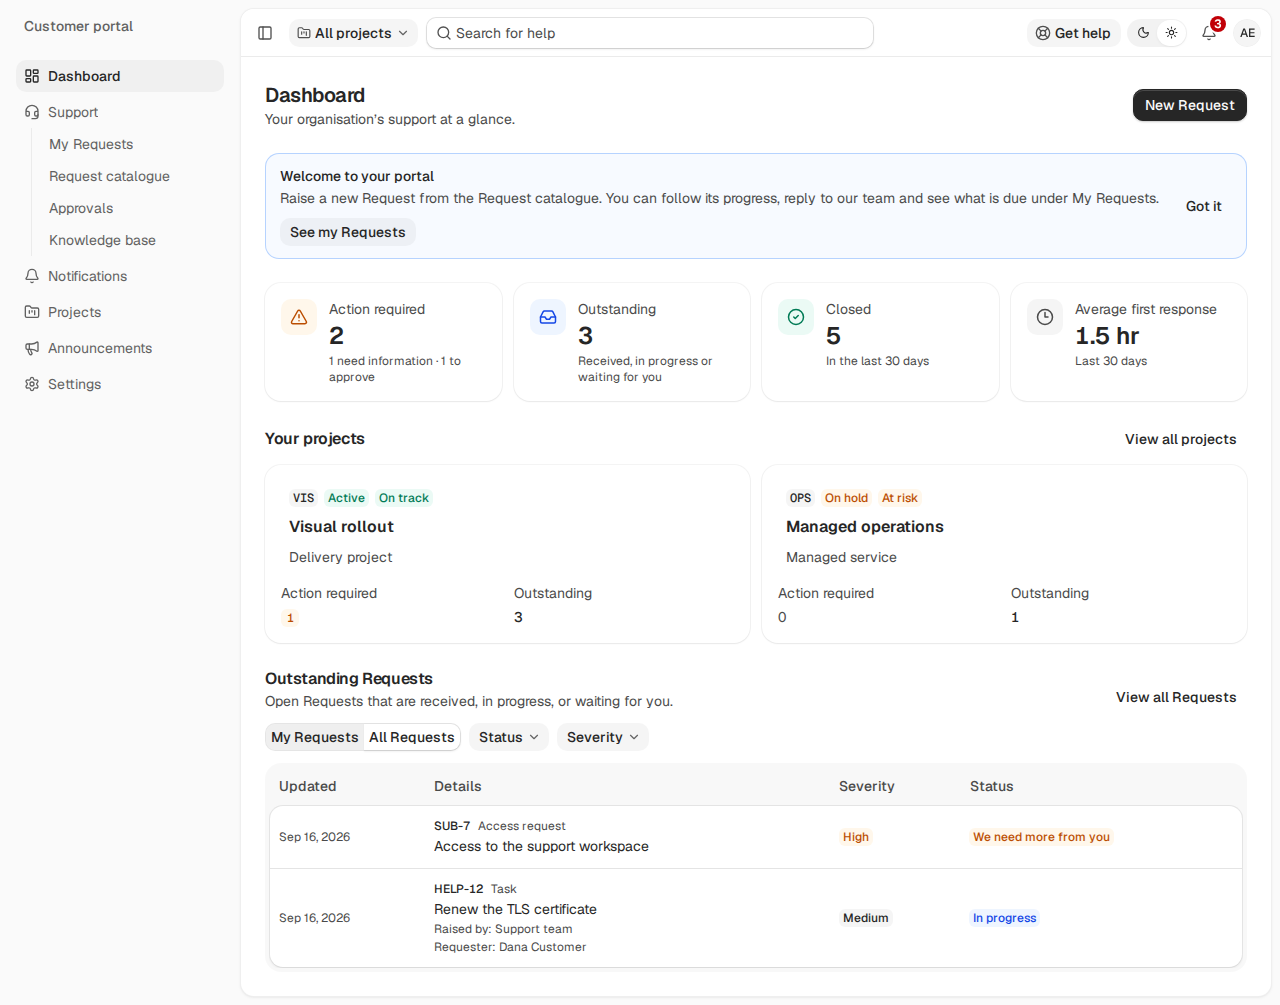 Customer portal
Dashboard
Support
My Requests
Request catalogue
Approvals
Knowledge base
Notifications
Projects
Announcements
Settings
All projects
Search for help
Get help
3
AE
Dashboard
Your organisation's support at a glance.
New Request
Welcome to your portal
Raise a new Request from the Request catalogue. You can follow its progress, reply to our team and see what is due under My Requests.
See my Requests
Got it
Action required
2
1 need information · 1 to
approve
Outstanding
3
Received, in progress or
waiting for you
Closed
5
In the last 30 days
Average first response
1.5 hr
Last 30 days
Your projects
View all projects
VIS Active On track
Visual rollout
Delivery project
Action required Outstanding
1 3
OPS On hold At risk
Managed operations
Managed service
Action required Outstanding
0 1
Outstanding Requests
Open Requests that are received, in progress, or waiting for you.
View all Requests
My Requests All Requests Status Severity
Updated Details Severity Status
Sep 16, 2026
SUB-7 Access request
Access to the support workspace
High
We need more from you
Sep 16, 2026
HELP-12 Task
Renew the TLS certificate
Raised by: Support team
Requester: Dana Customer
Medium
In progress